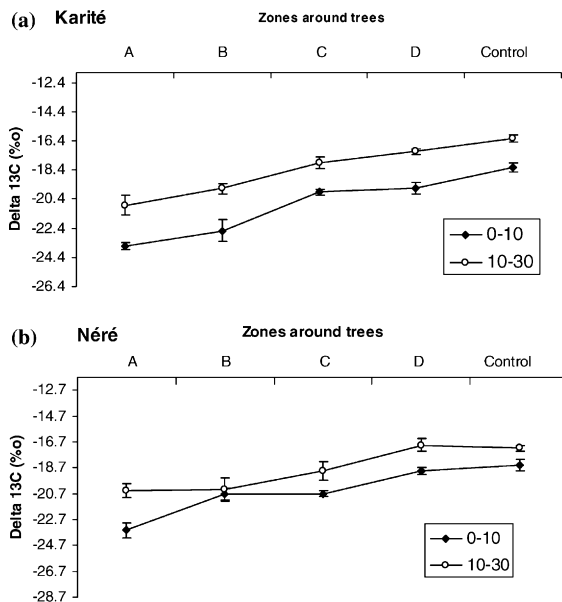 (a) Karité
Zones around trees
A B C D Control
-12.4
-14.4
-16.4
-18.4
-20.4
-22.4
-24.4
-26.4
Delta 13C (%o)
0-10
10-30
(b) Néré
Zones around trees
A B C D Control
-12.7
-14.7
-16.7
-18.7
-20.7
-22.7
-24.7
-26.7
-28.7
Delta 13C (%o)
0-10
10-30